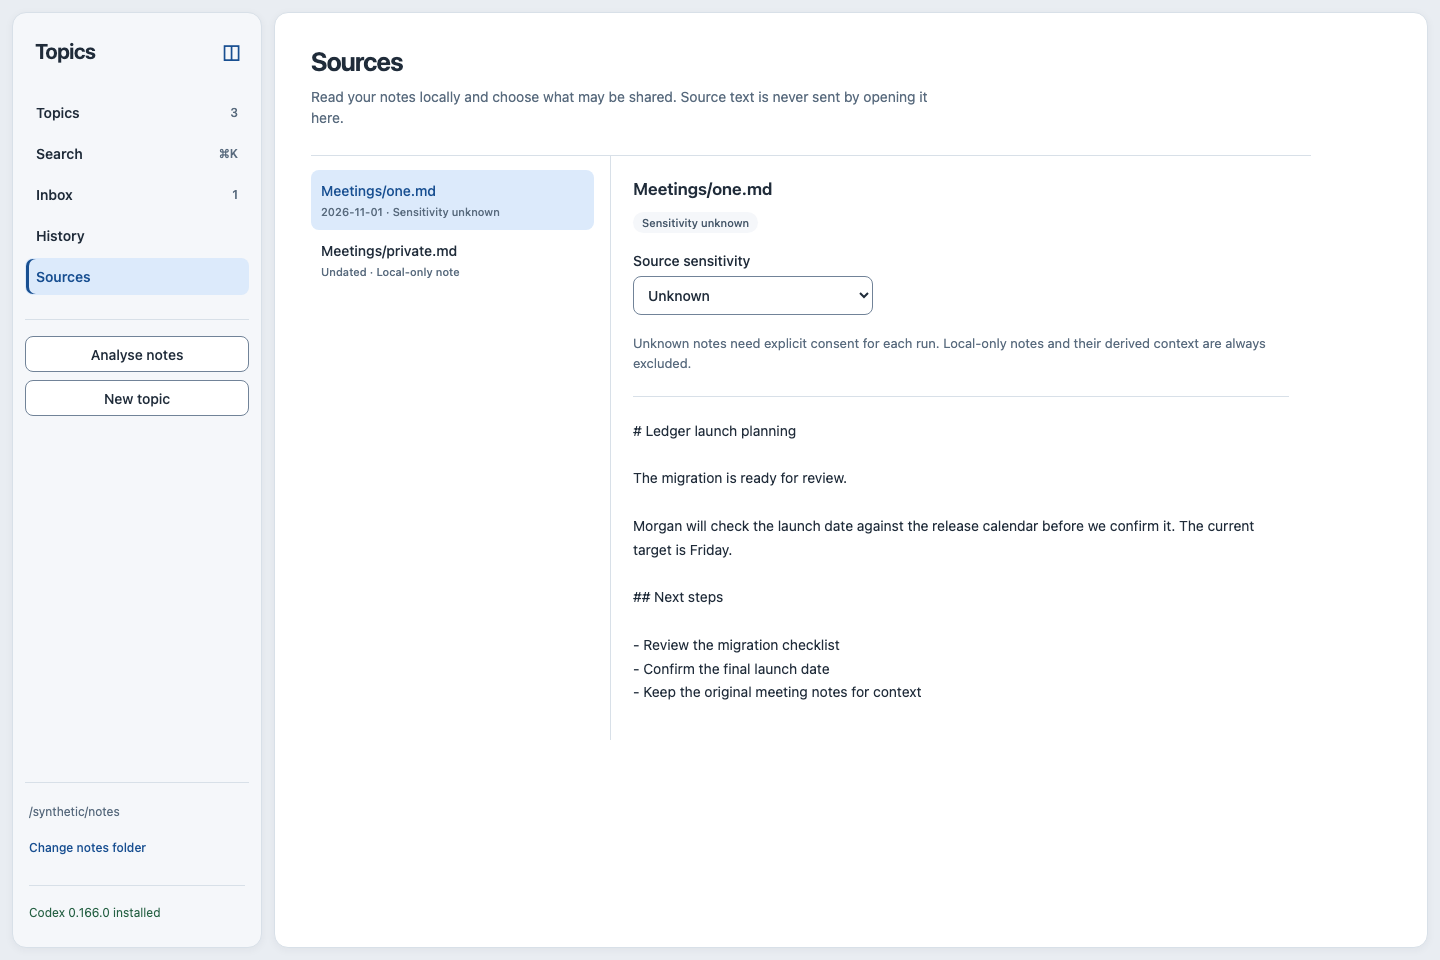 Topics
Topics 3
Search ⌘K
Inbox 1
History
Sources
Analyse notes
New topic
/synthetic/notes
Change notes folder
Codex 0.166.0 installed
Sources
Read your notes locally and choose what may be shared. Source text is never sent by opening it
here.
Meetings/one.md
2026-11-01 · Sensitivity unknown
Meetings/private.md
Undated · Local-only note
Meetings/one.md
Sensitivity unknown
Source sensitivity
Unknown
Unknown notes need explicit consent for each run. Local-only notes and their derived context are always
excluded.
# Ledger launch planning
The migration is ready for review.
Morgan will check the launch date against the release calendar before we confirm it. The current
target is Friday.
## Next steps
- Review the migration checklist
- Confirm the final launch date
- Keep the original meeting notes for context